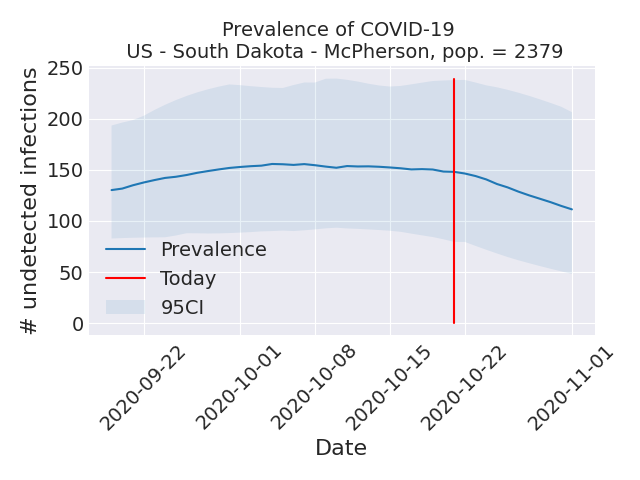 Prevalence of COVID-19
US - South Dakota - McPherson, pop. = 2379
# undetected infections
250
200
150
100
50
0
Prevalence
Today
95CI
2020-09-22
2020-10-01
2020-10-08
2020-10-15
2020-10-22
2020-11-01
Date